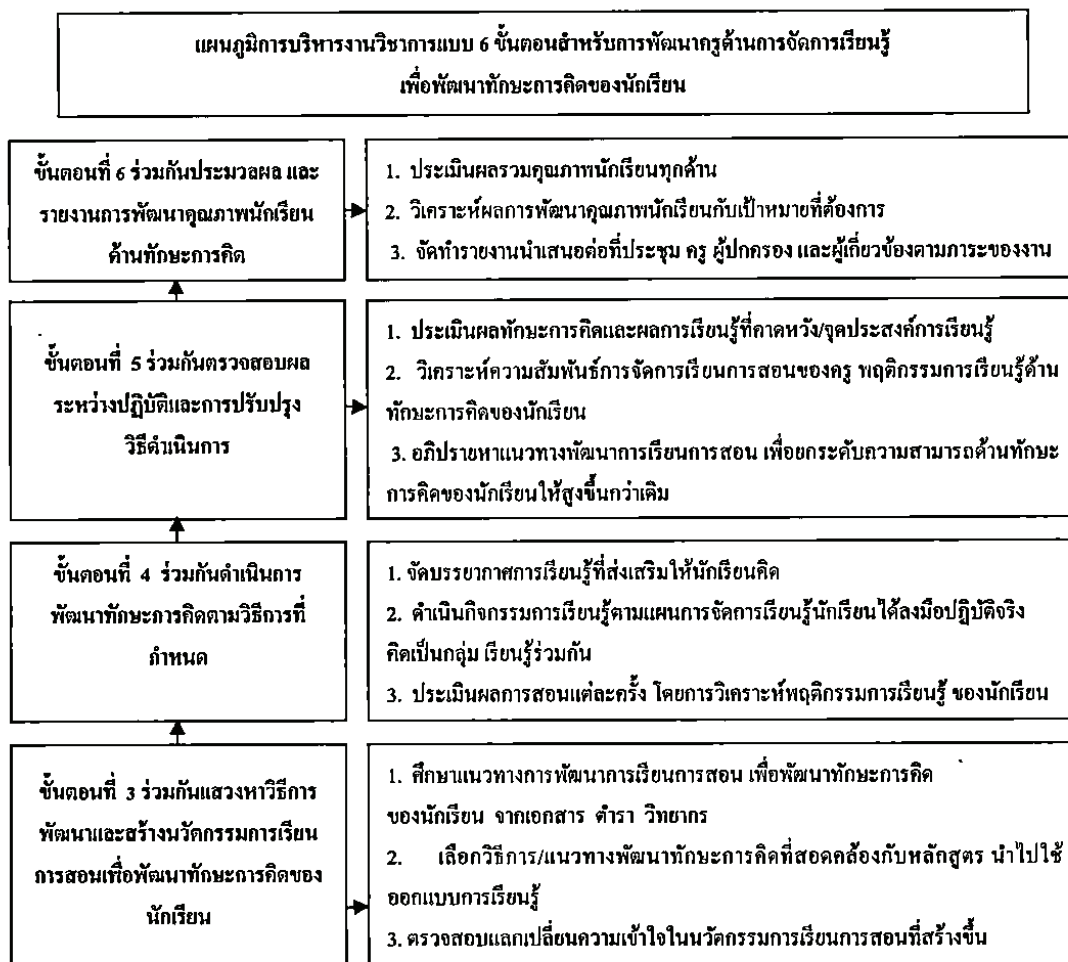 แผนภูมิการบริหารงานวิชาการแบบ 6 ขั้นตอนสำหรับการพัฒนาครูด้านการจัดการเรียนรู้
เพื่อพัฒนาทักษะการคิดของนักเรียน
ขั้นตอนที่ 6 ร่วมกันประมวลผล และ
รายงานการพัฒนาคุณภาพนักเรียน
ด้านทักษะการคิด
1. ประเมินผลรวมคุณภาพนักเรียนทุกด้าน
2. วิเคราะห์ผลการพัฒนาคุณภาพนักเรียนกับเป้าหมายที่ต้องการ
3. จัดทำรายงานนำเสนอต่อที่ประชุม ครู ผู้ปกครอง และผู้เกี่ยวข้องตามภาระของงาน
ขั้นตอนที่ 5 ร่วมกันตรวจสอบผล
ระหว่างปฏิบัติและการปรับปรุง
วิธีดำเนินการ
1. ประเมินผลทักษะการคิดและผลการเรียนรู้ที่คาดหวัง/จุดประสงค์การเรียนรู้
2. วิเคราะห์ความสัมพันธ์การจัดการเรียนการสอนของครู พฤติกรรมการเรียนรู้ด้าน
ทักษะการคิดของนักเรียน
3. อภิปรายหาแนวทางพัฒนาการเรียนการสอน เพื่อยกระดับความสามารถด้านทักษะ
การคิดของนักเรียนให้สูงขึ้นกว่าเดิม
ขั้นตอนที่ 4 ร่วมกันดำเนินการ
พัฒนาทักษะการคิดตามวิธีการที่
กำหนด
1. จัดบรรยากาศการเรียนรู้ที่ส่งเสริมให้นักเรียนคิด
2. ดำเนินกิจกรรมการเรียนรู้ตามแผนการจัดการเรียนรู้นักเรียนได้ลงมือปฏิบัติจริง
คิดเป็นกลุ่ม เรียนรู้ร่วมกัน
3. ประเมินผลการสอนแต่ละครั้ง โดยการวิเคราะห์พฤติกรรมการเรียนรู้ ของนักเรียน
ขั้นตอนที่ 3 ร่วมกันแสวงหาวิธีการ
พัฒนาและสร้างนวัตกรรมการเรียน
การสอนเพื่อพัฒนาทักษะการคิดของ
นักเรียน
1. ศึกษาแนวทางการพัฒนาการเรียนการสอน เพื่อพัฒนาทักษะการคิด
ของนักเรียน จากเอกสาร ตำรา วิทยากร
2. เลือกวิธีการ/แนวทางพัฒนาทักษะการคิดที่สอดคล้องกับหลักสูตร นำไปใช้
ออกแบบการเรียนรู้
3. ตรวจสอบแลกเปลี่ยนความเข้าใจในนวัตกรรมการเรียนการสอนที่สร้างขึ้น